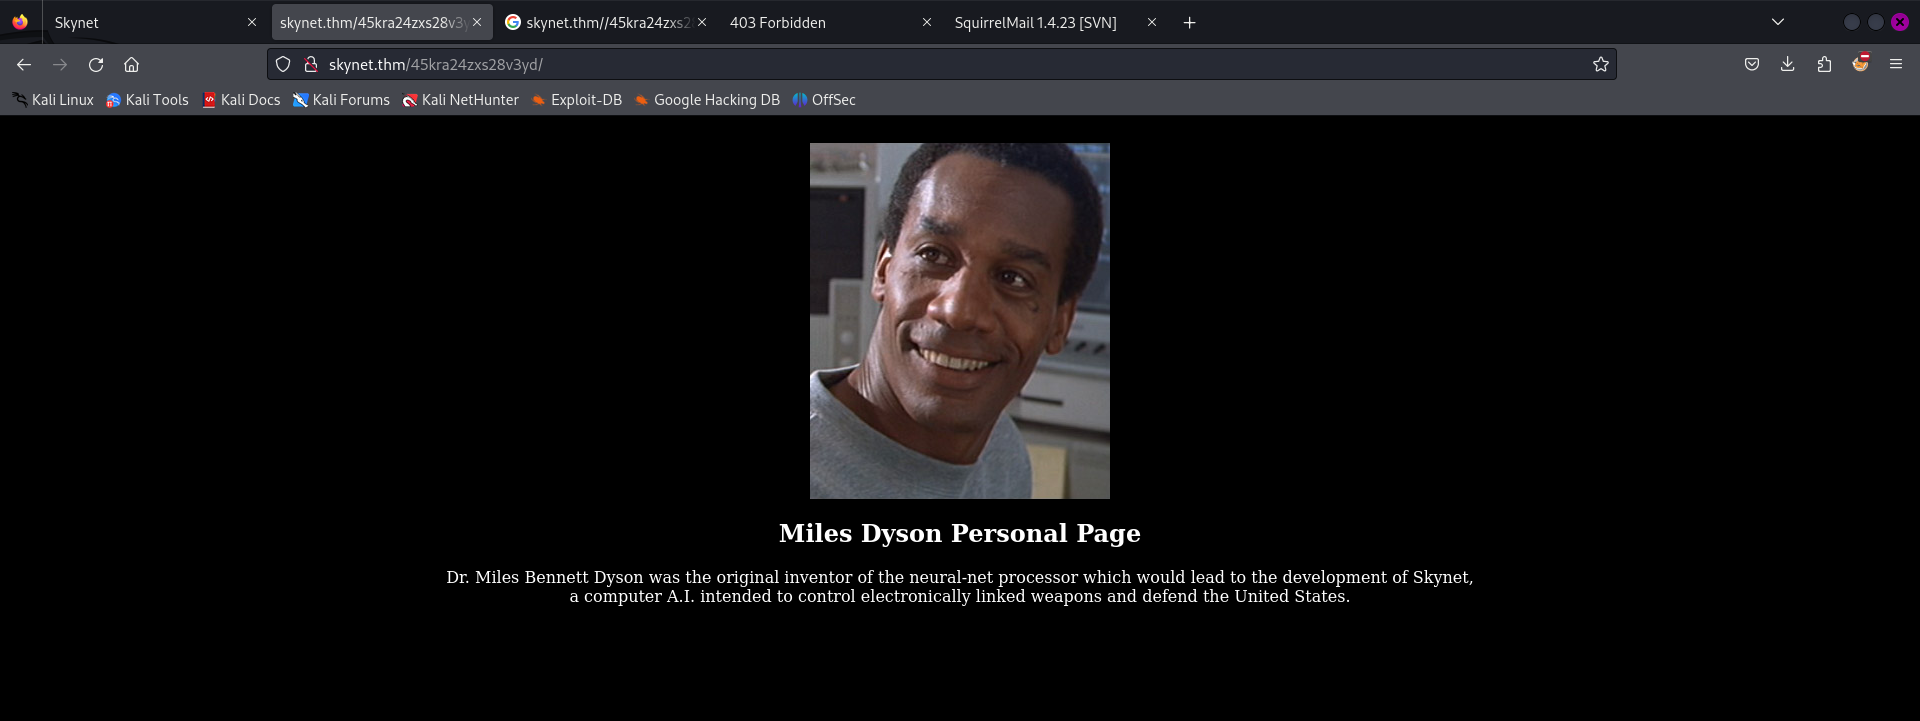 Skynet
skynet.thm/45kra24zxs28v3y
skynet.thm//45kra24zxs2
403 Forbidden
SquirrelMail 1.4.23 [SVN]
skynet.thm/45kra24zxs28v3yd/
Kali Linux
Kali Tools
Kali Docs
Kali Forums
Kali NetHunter
Exploit-DB
Google Hacking DB
OffSec
Miles Dyson Personal Page
Dr. Miles Bennett Dyson was the original inventor of the neural-net processor which would lead to the development of Skynet,
a computer A.I. intended to control electronically linked weapons and defend the United States.